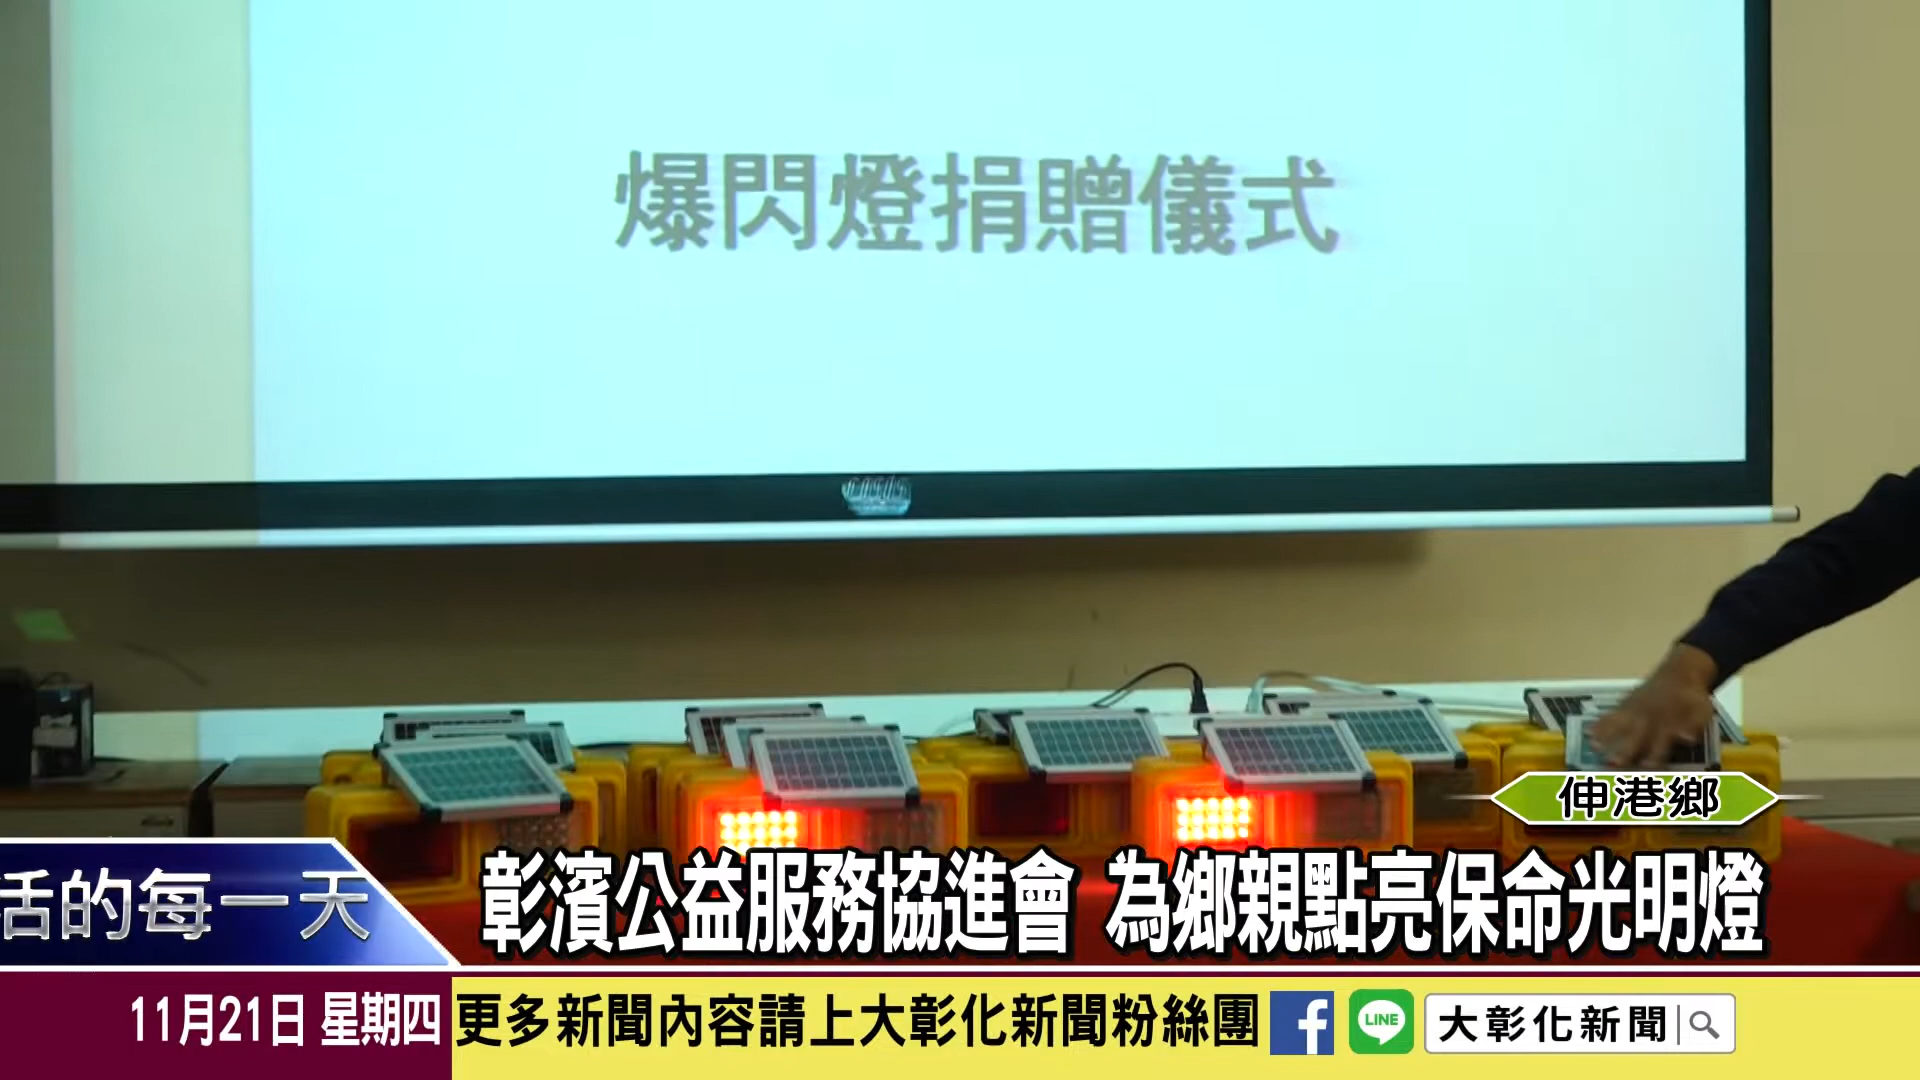 爆閃燈捐贈儀式
伸港鄉
活的每一天
彰濱公益服務協進會 為鄉親點亮保命光明燈
11月21日 星期四
更多新聞內容請上大彰化新聞粉絲團
LINE
大彰化新聞